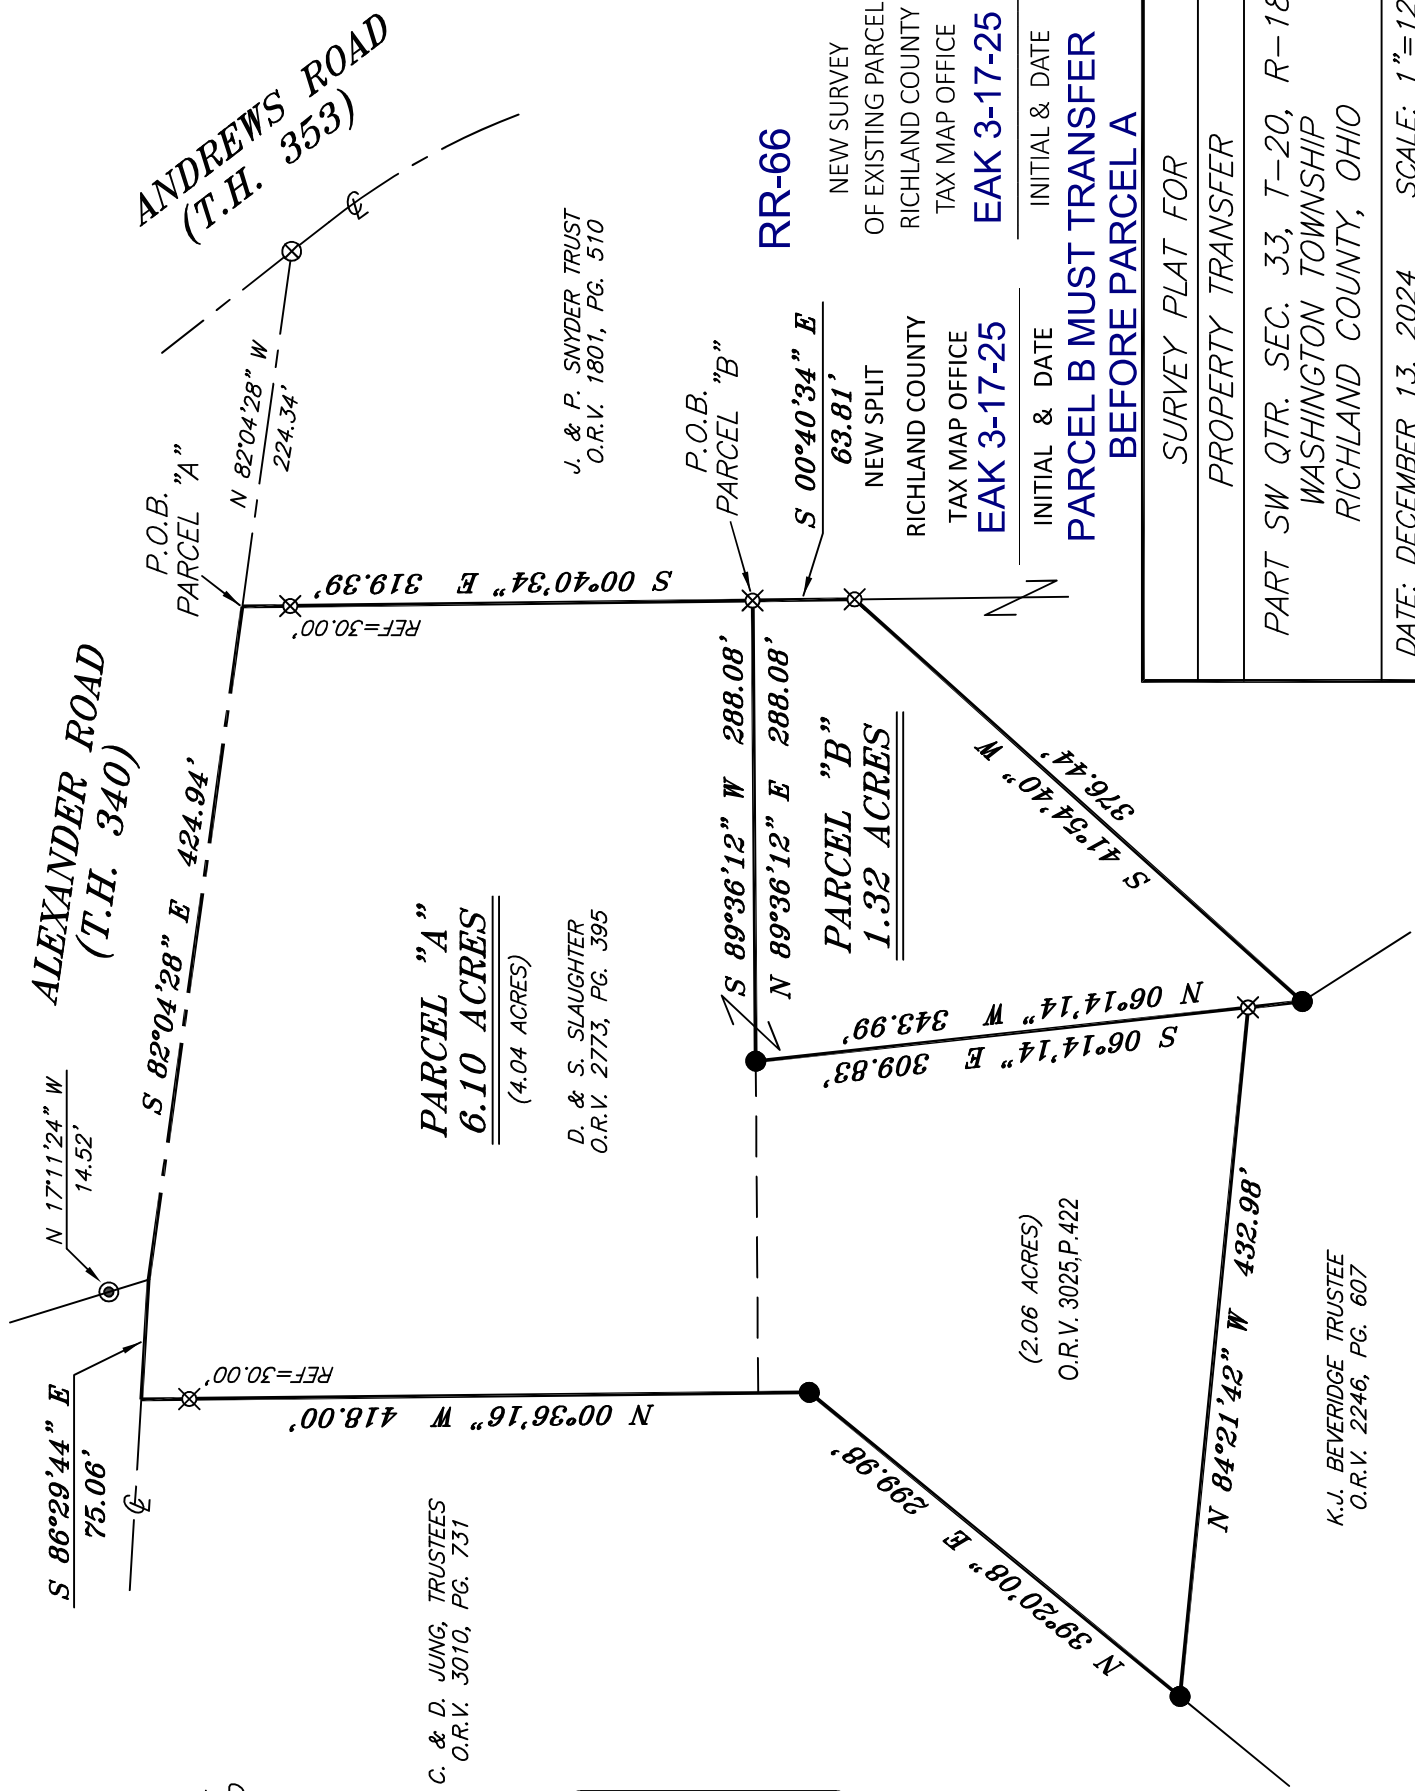 ANDREWS ROAD
(T.H. 353)
℄
N 82°04'28" W
224.34'
P.O.B.
PARCEL "A"
ALEXANDER ROAD
(T.H. 340)
S 82°04'28" E 424.94'
N 17°11'24" W
14.52'
S 86°29'44" E
75.06'
℄
REF=30.00'
S 00°40'34" E 319.39'
J. & P. SNYDER TRUST
O.R.V. 1801, PG. 510
P.O.B.
PARCEL "B"
S 00°40'34" E
63.81'
S 89°36'12" W 288.08'
N 89°36'12" E 288.08'
PARCEL "A"
6.10 ACRES
(4.04 ACRES)
D. & S. SLAUGHTER
O.R.V. 2773, PG. 395
PARCEL "B"
1.32 ACRES
S 41°54'40" W
376.44'
N 06°14'14" W 343.99'
S 06°14'14" E 309.83'
(2.06 ACRES)
O.R.V. 3025,P.422
N 84°21'42" W 432.98'
K.J. BEVERIDGE TRUSTEE
O.R.V. 2246, PG. 607
N 39°20'08" E 299.98'
N 00°36'16" W 418.00'
REF=30.00'
C. & D. JUNG, TRUSTEES
O.R.V. 3010, PG. 731
RR-66
NEW SURVEY
OF EXISTING PARCEL
RICHLAND COUNTY
TAX MAP OFFICE
EAK 3-17-25
INITIAL & DATE
NEW SPLIT
RICHLAND COUNTY
TAX MAP OFFICE
EAK 3-17-25
INITIAL & DATE
PARCEL B MUST TRANSFER
BEFORE PARCEL A
SURVEY PLAT FOR
PROPERTY TRANSFER
PART SW QTR. SEC. 33, T-20, R-18
WASHINGTON TOWNSHIP
RICHLAND COUNTY, OHIO
DATE: DECEMBER 13, 2024 SCALE: 1"=12